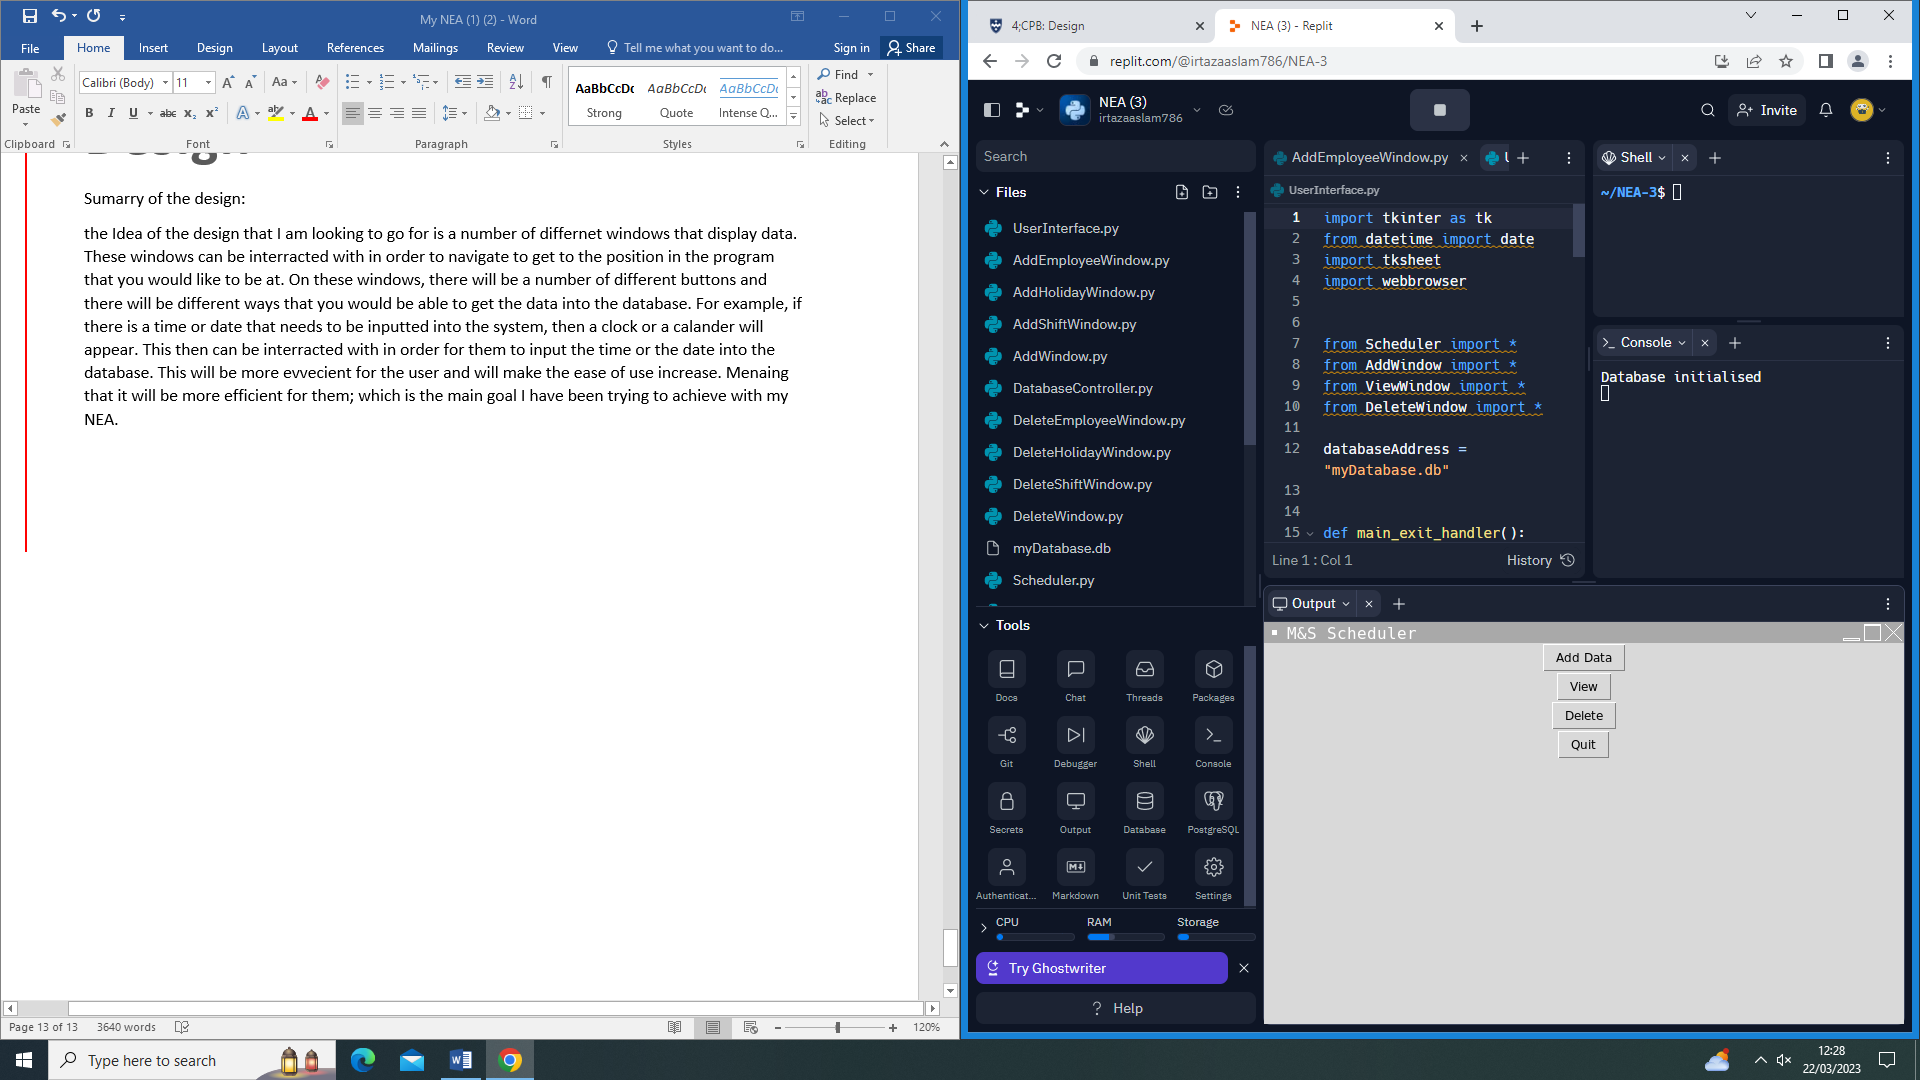 My NEA (1) (2) - Word
File Home Insert Design Layout References Mailings Review View Tell me what you want to do... Sign in Share
Paste
Calibri (Body) 11
AaBbCcDc AaBbCcDc AaBbCcDc
Strong Quote Intense Q...
Find
Replace
Select
Clipboard Font Paragraph Styles Editing
Sumarry of the design:
the Idea of the design that I am looking to go for is a number of differnet windows that display data.
These windows can be interracted with in order to navigate to get to the position in the program
that you would like to be at. On these windows, there will be a number of different buttons and
there will be different ways that you would be able to get the data into the database. For example, if
there is a time or date that needs to be inputted into the system, then a clock or a calander will
appear. This then can be interracted with in order for them to input the time or the date into the
database. This will be more evvecient for the user and will make the ease of use increase. Menaing
that it will be more efficient for them; which is the main goal I have been trying to achieve with my
NEA.
Page 13 of 13 3640 words 120%
4;CPB: Design
NEA (3) - Replit
replit.com/@irtazaaslam786/NEA-3
NEA (3)
irtazaaslam786
Invite
Search
Files
UserInterface.py
AddEmployeeWindow.py
AddHolidayWindow.py
AddShiftWindow.py
AddWindow.py
DatabaseController.py
DeleteEmployeeWindow.py
DeleteHolidayWindow.py
DeleteShiftWindow.py
DeleteWindow.py
myDatabase.db
Scheduler.py
Tools
Docs Chat Threads Packages
Git Debugger Shell Console
Secrets Output Database PostgreSQL
Authenticat... Markdown Unit Tests Settings
CPU RAM Storage
Try Ghostwriter
? Help
AddEmployeeWindow.py
UserInterface.py
1 import tkinter as tk
2 from datetime import date
3 import tksheet
4 import webbrowser
5
6
7 from Scheduler import *
8 from AddWindow import *
9 from ViewWindow import *
10 from DeleteWindow import *
11
12 databaseAddress =
"myDatabase.db"
13
14
15 def main_exit_handler():
Line 1 : Col 1 History
Shell
~/NEA-3$
Console
Database initialised
Output
M&S Scheduler
Add Data
View
Delete
Quit
Type here to search
12:28
22/03/2023